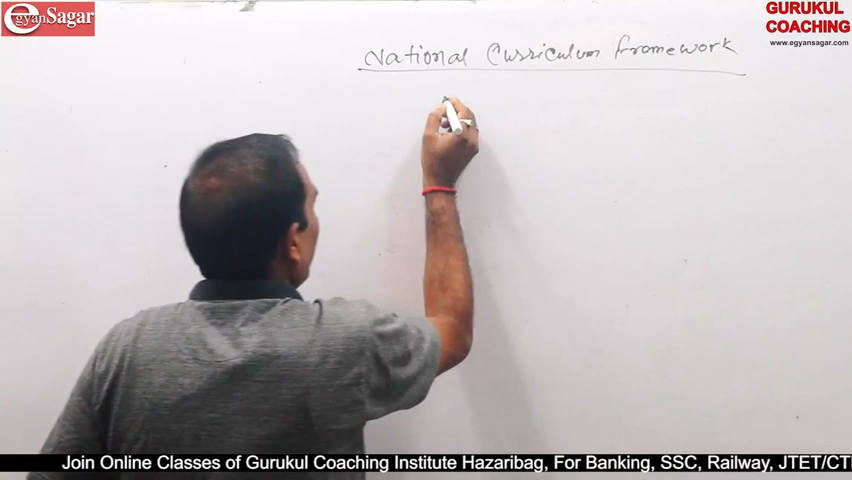 egyanSagar
GURUKUL
COACHING
www.egyansagar.com
National Curriculum Framework
Join Online Classes of Gurukul Coaching Institute Hazaribag, For Banking, SSC, Railway, JTET/CT